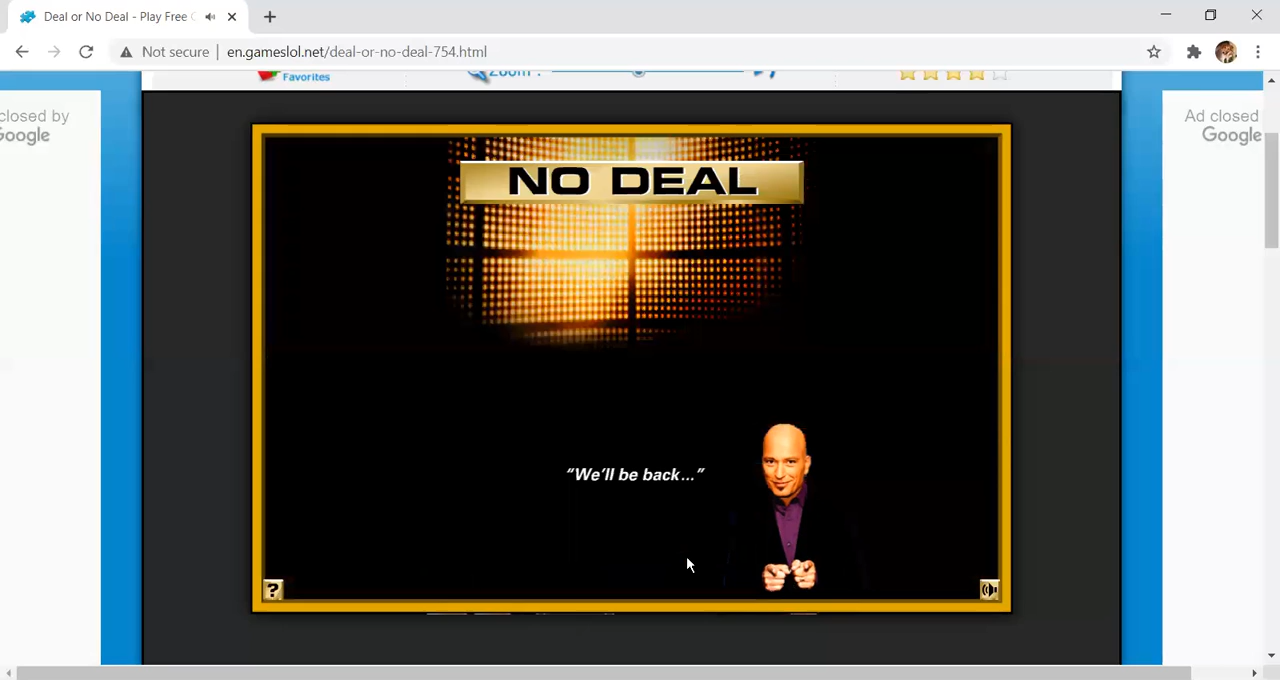 Deal or No Deal - Play Free
Not secure
en.gameslol.net/deal-or-no-deal-754.html
Favorites
Zoom :
closed by
Google
Ad closed
Google
NO DEAL
“We’ll be back...”
?